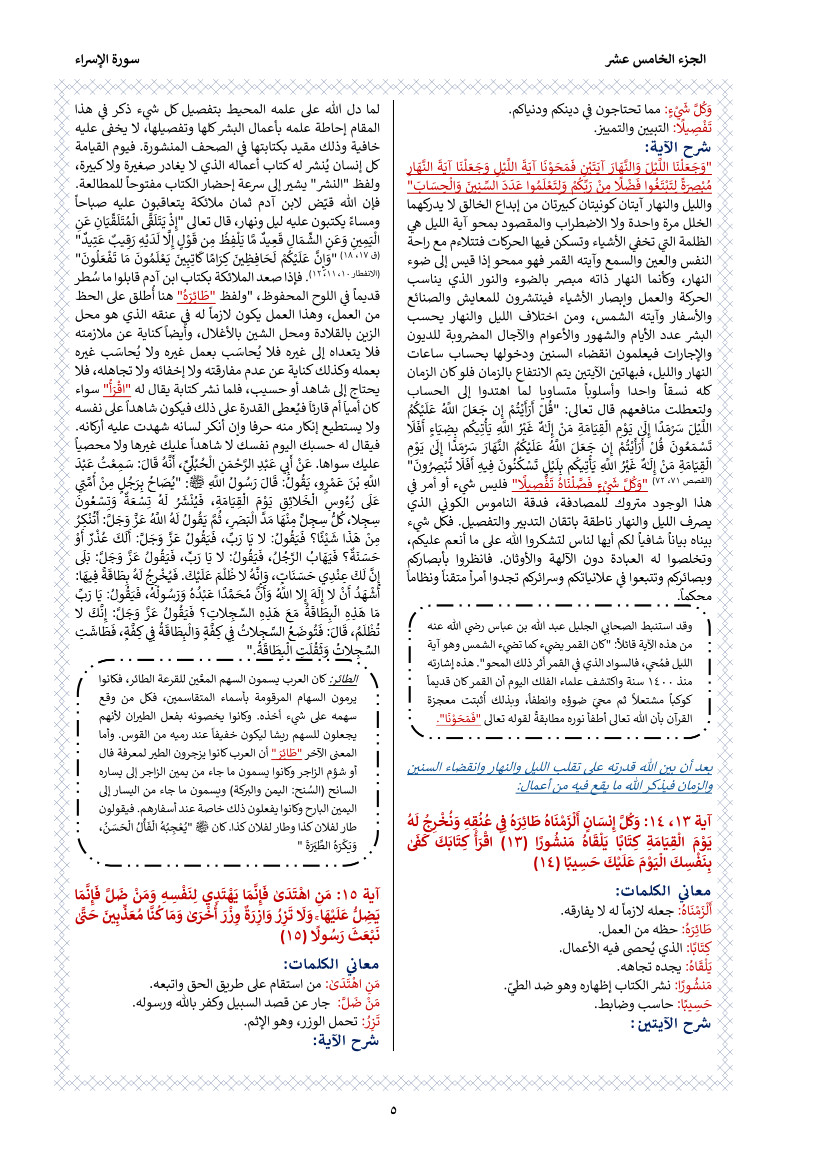 الجزء الخامس عشر
سورة الإسراء
وَكُلَّ شَيْءٍ: مما تحتاجون في دينكم ودنياكم.
تَفْصِيلًا: التبيين والتمييز.
شرح الآية:
"وَجَعَلْنَا اللَّيْلَ وَالنَّهَارَ آيَتَيْنِ فَمَحَوْنَا آيَةَ اللَّيْلِ وَجَعَلْنَا آيَةَ النَّهَارِ
مُبْصِرَةً لِتَبْتَغُوا فَضْلًا مِنْ رَبِّكُمْ وَلِتَعْلَمُوا عَدَدَ السِّنِينَ وَالْحِسَابَ"
والليل والنهار آيتان كونيتان كبيرتان من إبداع الخالق لا يدركهما
الخلل مرة واحدة ولا الاضطراب والمقصود بمحو آية الليل هي
الظلمة التي تخفي الأشياء وتسكن فيها الحركات فتتلاءم مع راحة
النفس والعين والسمع وآيته القمر فهو ممحو إذا قيس إلى ضوء
النهار، وكأنما النهار ذاته مبصر بالضوء والنور الذي يناسب
الحركة والعمل وإبصار الأشياء فينتشرون للمعايش والصنائع
والأسفار وآيته الشمس، ومن اختلاف الليل والنهار يحسب
البشر عدد الأيام والشهور والأعوام والآجال المضروبة للديون
والإجارات فيعلمون انقضاء السنين ودخولها بحساب ساعات
النهار والليل، فبهاتين الآيتين يتم الانتفاع بالزمان فلو كان الزمان
كله نسقاً واحدا وأسلوباً متساويا لما اهتدوا إلى الحساب
ولتعطلت منافعهم قال تعالى: "قُلْ أَرَأَيْتُمْ إِن جَعَلَ اللَّهُ عَلَيْكُمُ
اللَّيْلَ سَرْمَدًا إِلَىٰ يَوْمِ الْقِيَامَةِ مَنْ إِلَٰهٌ غَيْرُ اللَّهِ يَأْتِيكُم بِضِيَاءٍ أَفَلَا
تَسْمَعُونَ قُلْ أَرَأَيْتُمْ إِن جَعَلَ اللَّهُ عَلَيْكُمُ النَّهَارَ سَرْمَدًا إِلَىٰ يَوْمِ
الْقِيَامَةِ مَنْ إِلَٰهٌ غَيْرُ اللَّهِ يَأْتِيكُم بِلَيْلٍ تَسْكُنُونَ فِيهِ أَفَلَا تُبْصِرُونَ"
(القصص ٧١، ٧٢) "وَكُلَّ شَيْءٍ فَصَّلْنَاهُ تَفْصِيلًا" فليس شيء أو أمر في
هذا الوجود متروك للمصادفة، فدقة الناموس الكوني الذي
يصرف الليل والنهار ناطقة بإتقان التدبير والتفصيل. فكل شيء
بيناه بياناً شافياً لكم أيها لناس لتشكروا الله على ما أنعم عليكم،
وتخلصوا له العبادة دون الآلهة والأوثان. فانظروا بأبصاركم
وبصائركم وتتبعوا في علانياتكم وسرائركم تجدوا أمراً متقناً ونظاماً
محكماً.
وقد استنبط الصحابي الجليل عبد الله بن عباس رضي الله عنه
من هذه الآية قائلاً: "كان القمر يضيء كما تضيء الشمس وهو آية
الليل فمُحي، فالسواد الذي في القمر أثر ذلك المحو". هذه إشارته
منذ ١٤٠٠ سنة واكتشف علماء الفلك اليوم أن القمر كان قديماً
كوكباً مشتعلاً ثم محيَ ضوؤه وانطفأ، وبذلك أُثبتت معجزة
القرآن بأن الله تعالى أطفأ نوره مطابقةً لقوله تعالى "فَمَحَوْنَا".
بعد أن بين الله قدرته على تقلب الليل والنهار وانقضاء السنين
والزمان فيذكر الله ما يقع فيه من أعمال:
آية ١٣، ١٤: وَكُلَّ إِنسَانٍ أَلْزَمْنَاهُ طَائِرَهُ فِي عُنُقِهِ وَنُخْرِجُ لَهُ
يَوْمَ الْقِيَامَةِ كِتَابًا يَلْقَاهُ مَنشُورًا (١٣) اقْرَأْ كِتَابَكَ كَفَىٰ
بِنَفْسِكَ الْيَوْمَ عَلَيْكَ حَسِيبًا (١٤)
معاني الكلمات:
أَلْزَمْنَاهُ: جعله لازماً له لا يفارقه.
طَائِرَهُ: حظه من العمل.
كِتَابًا: الذي يُحصى فيه الأعمال.
يَلْقَاهُ: يجده تجاهه.
مَنشُورًا: نشر الكتاب إظهاره وهو ضد الطيّ.
حَسِيبًا: حاسب وضابط.
شرح الآيتين:
لما دل الله على علمه المحيط بتفصيل كل شيء ذكر في هذا
المقام إحاطة علمه بأعمال البشر كلها وتفصيلها، لا يخفى عليه
خافية وذلك مقيد بكتابتها في الصحف المنشورة. فيوم القيامة
كل إنسان يُنشر له كتاب أعماله الذي لا يغادر صغيرة ولا كبيرة،
ولفظ "النشر" يشير إلى سرعة إحضار الكتاب مفتوحاً للمطالعة.
فإن الله قيّض لابن آدم ثمان ملائكة يتعاقبون عليه صباحاً
ومساءً يكتبون عليه ليل ونهار، قال تعالى "إِذْ يَتَلَقَّى الْمُتَلَقِّيَانِ عَنِ
الْيَمِينِ وَعَنِ الشِّمَالِ قَعِيدٌ مَّا يَلْفِظُ مِن قَوْلٍ إِلَّا لَدَيْهِ رَقِيبٌ عَتِيدٌ"
(ق ١٧، ١٨) "وَإِنَّ عَلَيْكُمْ لَحَافِظِينَ كِرَامًا كَاتِبِينَ يَعْلَمُونَ مَا تَفْعَلُونَ"
(الانفطار ١٠، ١١، ١٢). فإذا صعد الملائكة بكتاب ابن آدم قابلوا ما سُطر
قديماً في اللوح المحفوظ، "ولفظ "طَائِرَهُ" هنا أُطلق على الحظ
من العمل، وهذا العمل يكون لازماً له في عنقه الذي هو محل
الزين بالقلادة ومحل الشين بالأغلال، وأيضاً كناية عن ملازمته
فلا يتعداه إلى غيره فلا يُحاسَب بعمل غيره ولا يُحاسَب غيره
بعمله وكذلك كناية عن عدم مفارقته ولا إخفائه ولا تجاهله، فلا
يحتاج إلى شاهد أو حسيب، فلما نشر كتابة يقال له "اقْرَأْ" سواء
كان أمياً أم قارئاً فيُعطى القدرة على ذلك فيكون شاهداً على نفسه
ولا يستطيع إنكار منه حرفا وإن أنكر لسانه شهدت عليه أركانه.
فيقال له حسبك اليوم نفسك لا شاهداً عليك غيرها ولا محصياً
عليك سواها. عَنْ أَبِي عَبْدِ الرَّحْمَنِ الْحُبُلِيِّ، أَنَّهُ قَالَ: سَمِعْتُ عَبْدَ
اللَّهِ بْنَ عَمْرٍو، يَقُولُ: قَالَ رَسُولُ اللَّهِ ﷺ: "يُصَاحُ بِرَجُلٍ مِنْ أُمَّتِي
عَلَى رُءُوسِ الْخَلَائِقِ يَوْمَ الْقِيَامَةِ، فَيُنْشَرُ لَهُ تِسْعَةٌ وَتِسْعُونَ
سِجِلا، كُلُّ سِجِلٍّ مِنْهَا مَدَّ الْبَصَرِ، ثُمَّ يَقُولُ لَهُ اللَّهُ عَزَّ وَجَلَّ: أَتُنْكِرُ
مِنْ هَذَا شَيْئًا؟ فَيَقُولُ: لا يَا رَبِّ، فَيَقُولُ عَزَّ وَجَلَّ: أَلَكَ عُذْرٌ أَوْ
حَسَنَةٌ؟ فَيَهَابُ الرَّجُلُ، فَيَقُولُ: لا يَا رَبِّ، فَيَقُولُ عَزَّ وَجَلَّ: بَلَى
إِنَّ لَكَ عِنْدِي حَسَنَاتٍ، وَإِنَّهُ لا ظُلْمَ عَلَيْكَ. فَيُخْرِجُ لَهُ بِطَاقَةً فِيهَا:
أَشْهَدُ أَنْ لا إِلَهَ إِلا اللَّهُ وَأَنَّ مُحَمَّدًا عَبْدُهُ وَرَسُولُهُ، فَيَقُولُ: يَا رَبِّ
مَا هَذِهِ الْبِطَاقَةُ مَعَ هَذِهِ السِّجِلاتِ؟ فَيَقُولُ عَزَّ وَجَلَّ: إِنَّكَ لا
تُظْلَمُ، قَالَ: فَتُوضَعُ السِّجِلاتُ فِي كِفَّةٍ وَالْبِطَاقَةُ فِي كِفَّةٍ، فَطَاشَتِ
السِّجِلاتُ وَثَقُلَتِ الْبِطَاقَةُ."
الطائر: كان العرب يسمون السهم المعَّين للقرعة الطائر، فكانوا
يرمون السهام المرقومة بأسماء المتقاسمين، فكل من وقع
سهمه على شيء أخذه. وكانوا يخصونه بفعل الطيران لأنهم
يجعلون للسهم ريشا ليكون خفيفاً عند رميه من القوس. وأما
المعنى الآخر "طَائِرَ" أن العرب كانوا يزجرون الطير لمعرفة فال
أو شؤم الزاجر وكانوا يسمون ما جاء من يمين الزاجر إلى يساره
السانح (السُنح: اليمن والبركة) ويسمون ما جاء من اليسار إلى
اليمين البارح وكانوا يفعلون ذلك خاصة عند أسفارهم. فيقولون
طار لفلان كذا وطار لفلان كذا. كان ﷺ "يُعْجِبُهُ الْفَأْلُ الْحَسَنُ،
وَيَكْرَهُ الطِّيَرَةَ"
آية ١٥: مَنِ اهْتَدَىٰ فَإِنَّمَا يَهْتَدِي لِنَفْسِهِ وَمَنْ ضَلَّ فَإِنَّمَا
يَضِلُّ عَلَيْهَا ۚ وَلَا تَزِرُ وَازِرَةٌ وِزْرَ أُخْرَىٰ وَمَا كُنَّا مُعَذِّبِينَ حَتَّىٰ
نَبْعَثَ رَسُولًا (١٥)
معاني الكلمات:
مَنِ اهْتَدَىٰ: من استقام على طريق الحق واتبعه.
مَنْ ضَلَّ: جار عن قصد السبيل وكفر بالله ورسوله.
تَزِرُ: تحمل الوزر، وهو الإثم.
شرح الآية:
٥